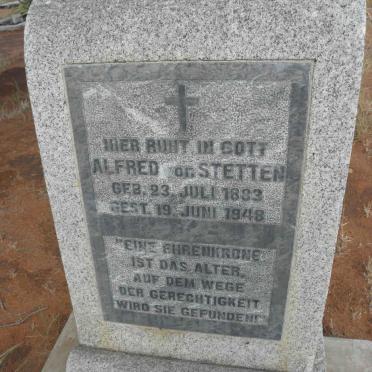 HIER RUHT IN GOTT
ALFRED von STETTEN
GEB. 23. JULI 1883
GEST. 19. JUNI 1948
"EINE EHRENKRONE
IST DAS ALTER,
AUF DEM WEGE
DER GERECHTIGKEIT
WIRD SIE GEFUNDEN!"